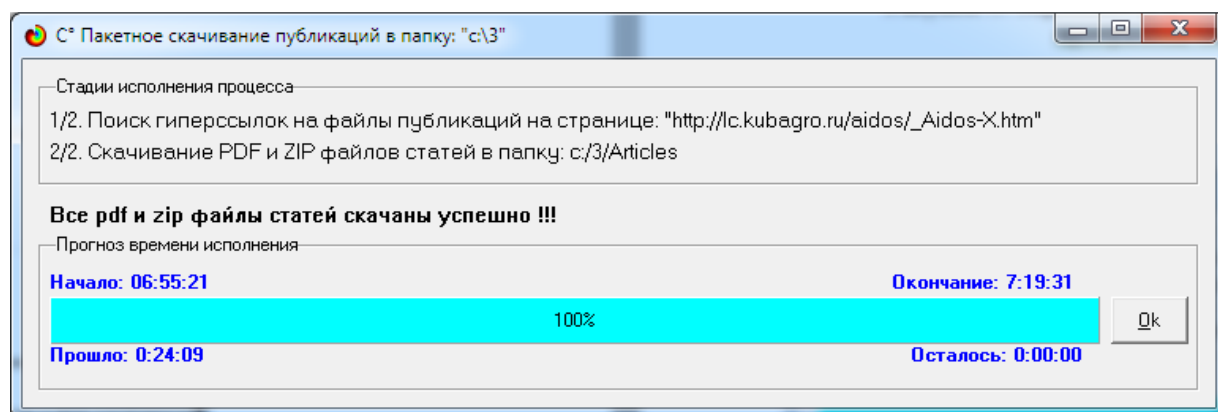 C° Пакетное скачивание публикаций в папку: "c:\3"
Стадии исполнения процесса
1/2. Поиск гиперссылок на файлы публикаций на странице: "http://lc.kubagro.ru/aidos/_Aidos-X.htm"
2/2. Скачивание PDF и ZIP файлов статей в папку: c:/3/Articles
Все pdf и zip файлы статей скачаны успешно !!!
Прогноз времени исполнения
Начало: 06:55:21 Окончание: 7:19:31
100% Ok
Прошло: 0:24:09 Осталось: 0:00:00